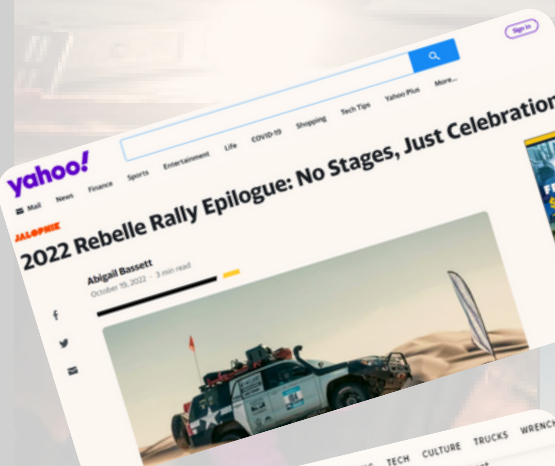 Sign in
yahoo!
Mail News Finance Sports Entertainment Life COVID-19 Shopping Tech Tips Yahoo Plus More...
JALOPNIK
2022 Rebelle Rally Epilogue: No Stages, Just Celebration
Abigail Bassett
October 19, 2022 · 3 min read
TECH CULTURE TRUCKS WRENCH